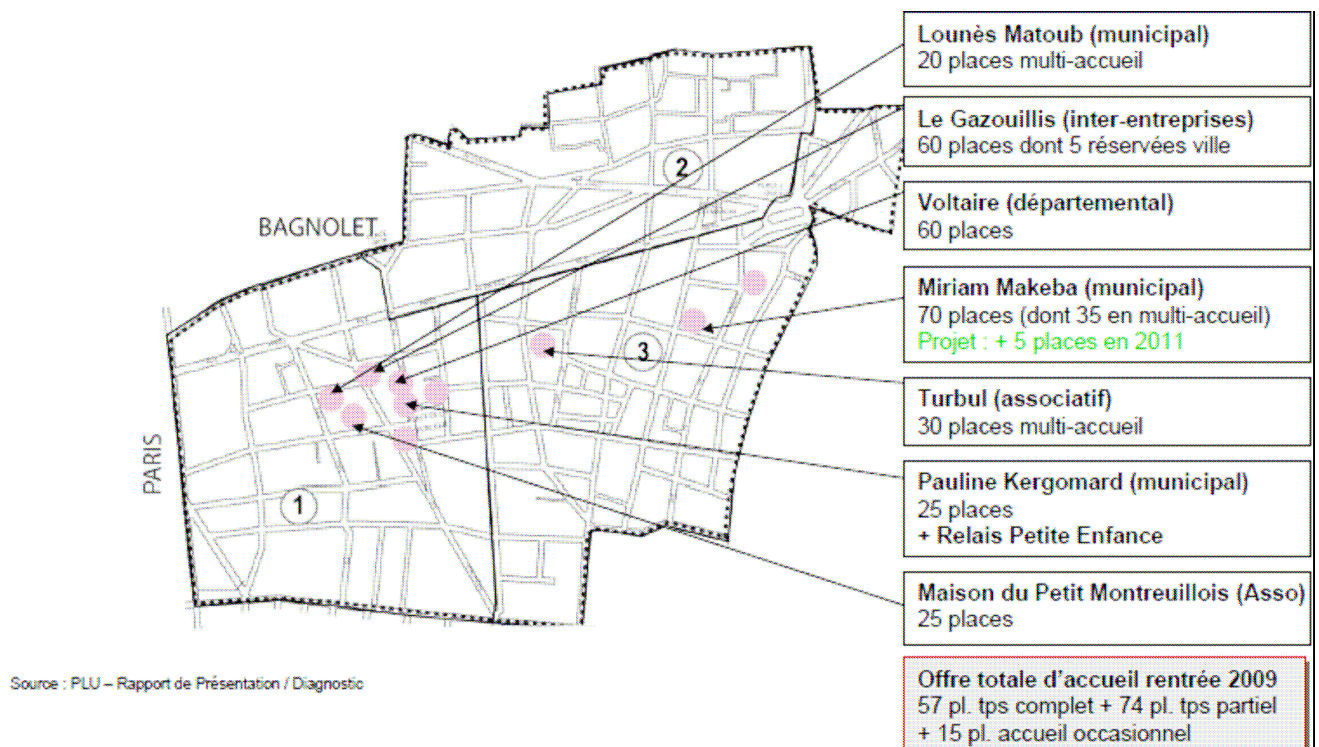 Lounès Matoub (municipal)
20 places multi-accueil
Le Gazouillis (inter-entreprises)
60 places dont 5 réservées ville
Voltaire (départemental)
60 places
Miriam Makeba (municipal)
70 places (dont 35 en multi-accueil)
Projet : + 5 places en 2011
Turbul (associatif)
30 places multi-accueil
Pauline Kergomard (municipal)
25 places
+ Relais Petite Enfance
Maison du Petit Montreuillois (Asso)
25 places
Offre totale d'accueil rentrée 2009
57 pl. tps complet + 74 pl. tps partiel
+ 15 pl. accueil occasionnel
BAGNOLET
PARIS
1
2
3
Source : PLU – Rapport de Présentation / Diagnostic